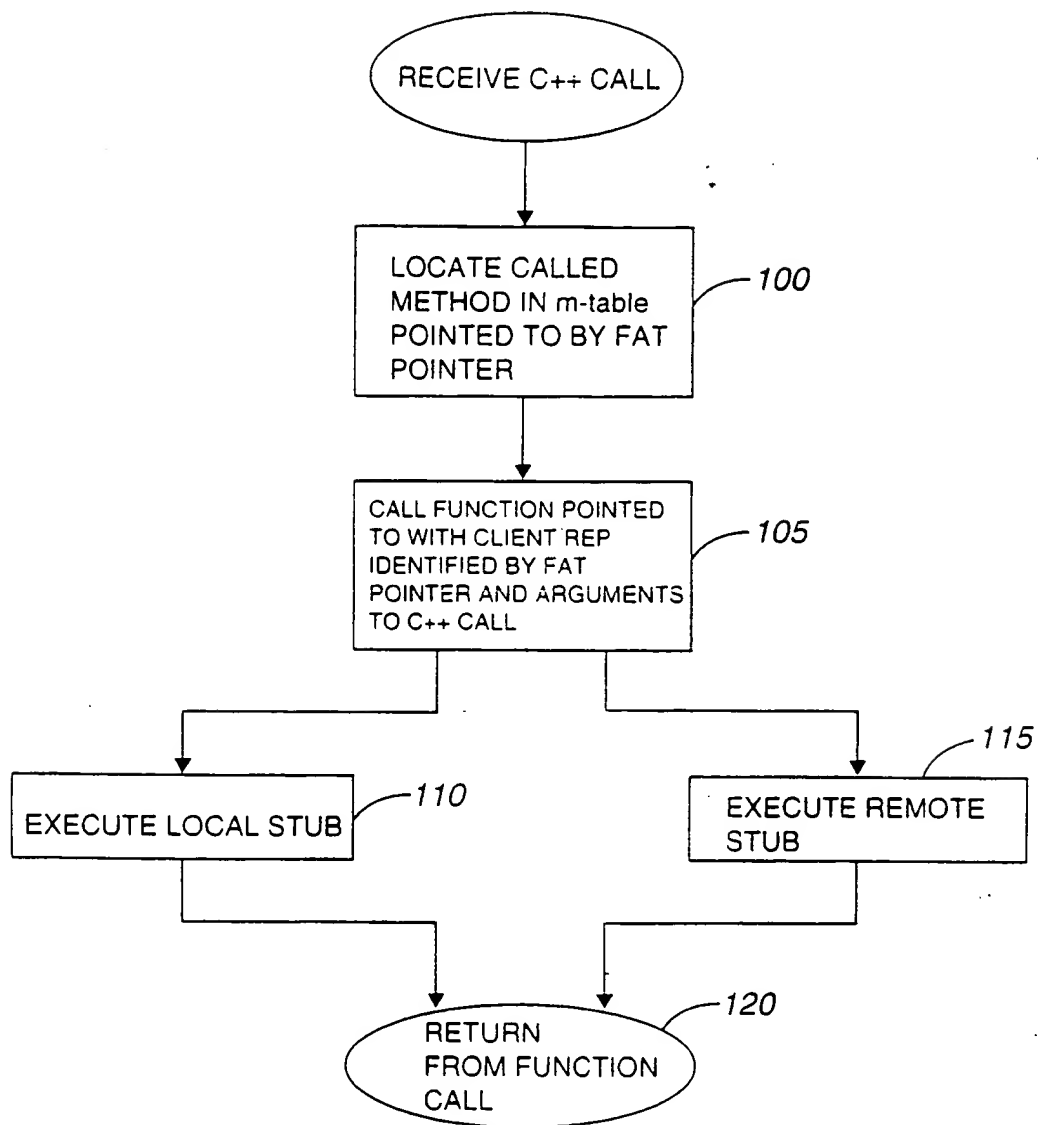 RECEIVE C++ CALL
LOCATE CALLED
METHOD IN m-table
POINTED TO BY FAT
POINTER
100
CALL FUNCTION POINTED
TO WITH CLIENT REP
IDENTIFIED BY FAT
POINTER AND ARGUMENTS
TO C++ CALL
105
EXECUTE LOCAL STUB
110
EXECUTE REMOTE
STUB
115
RETURN
FROM FUNCTION
CALL
120